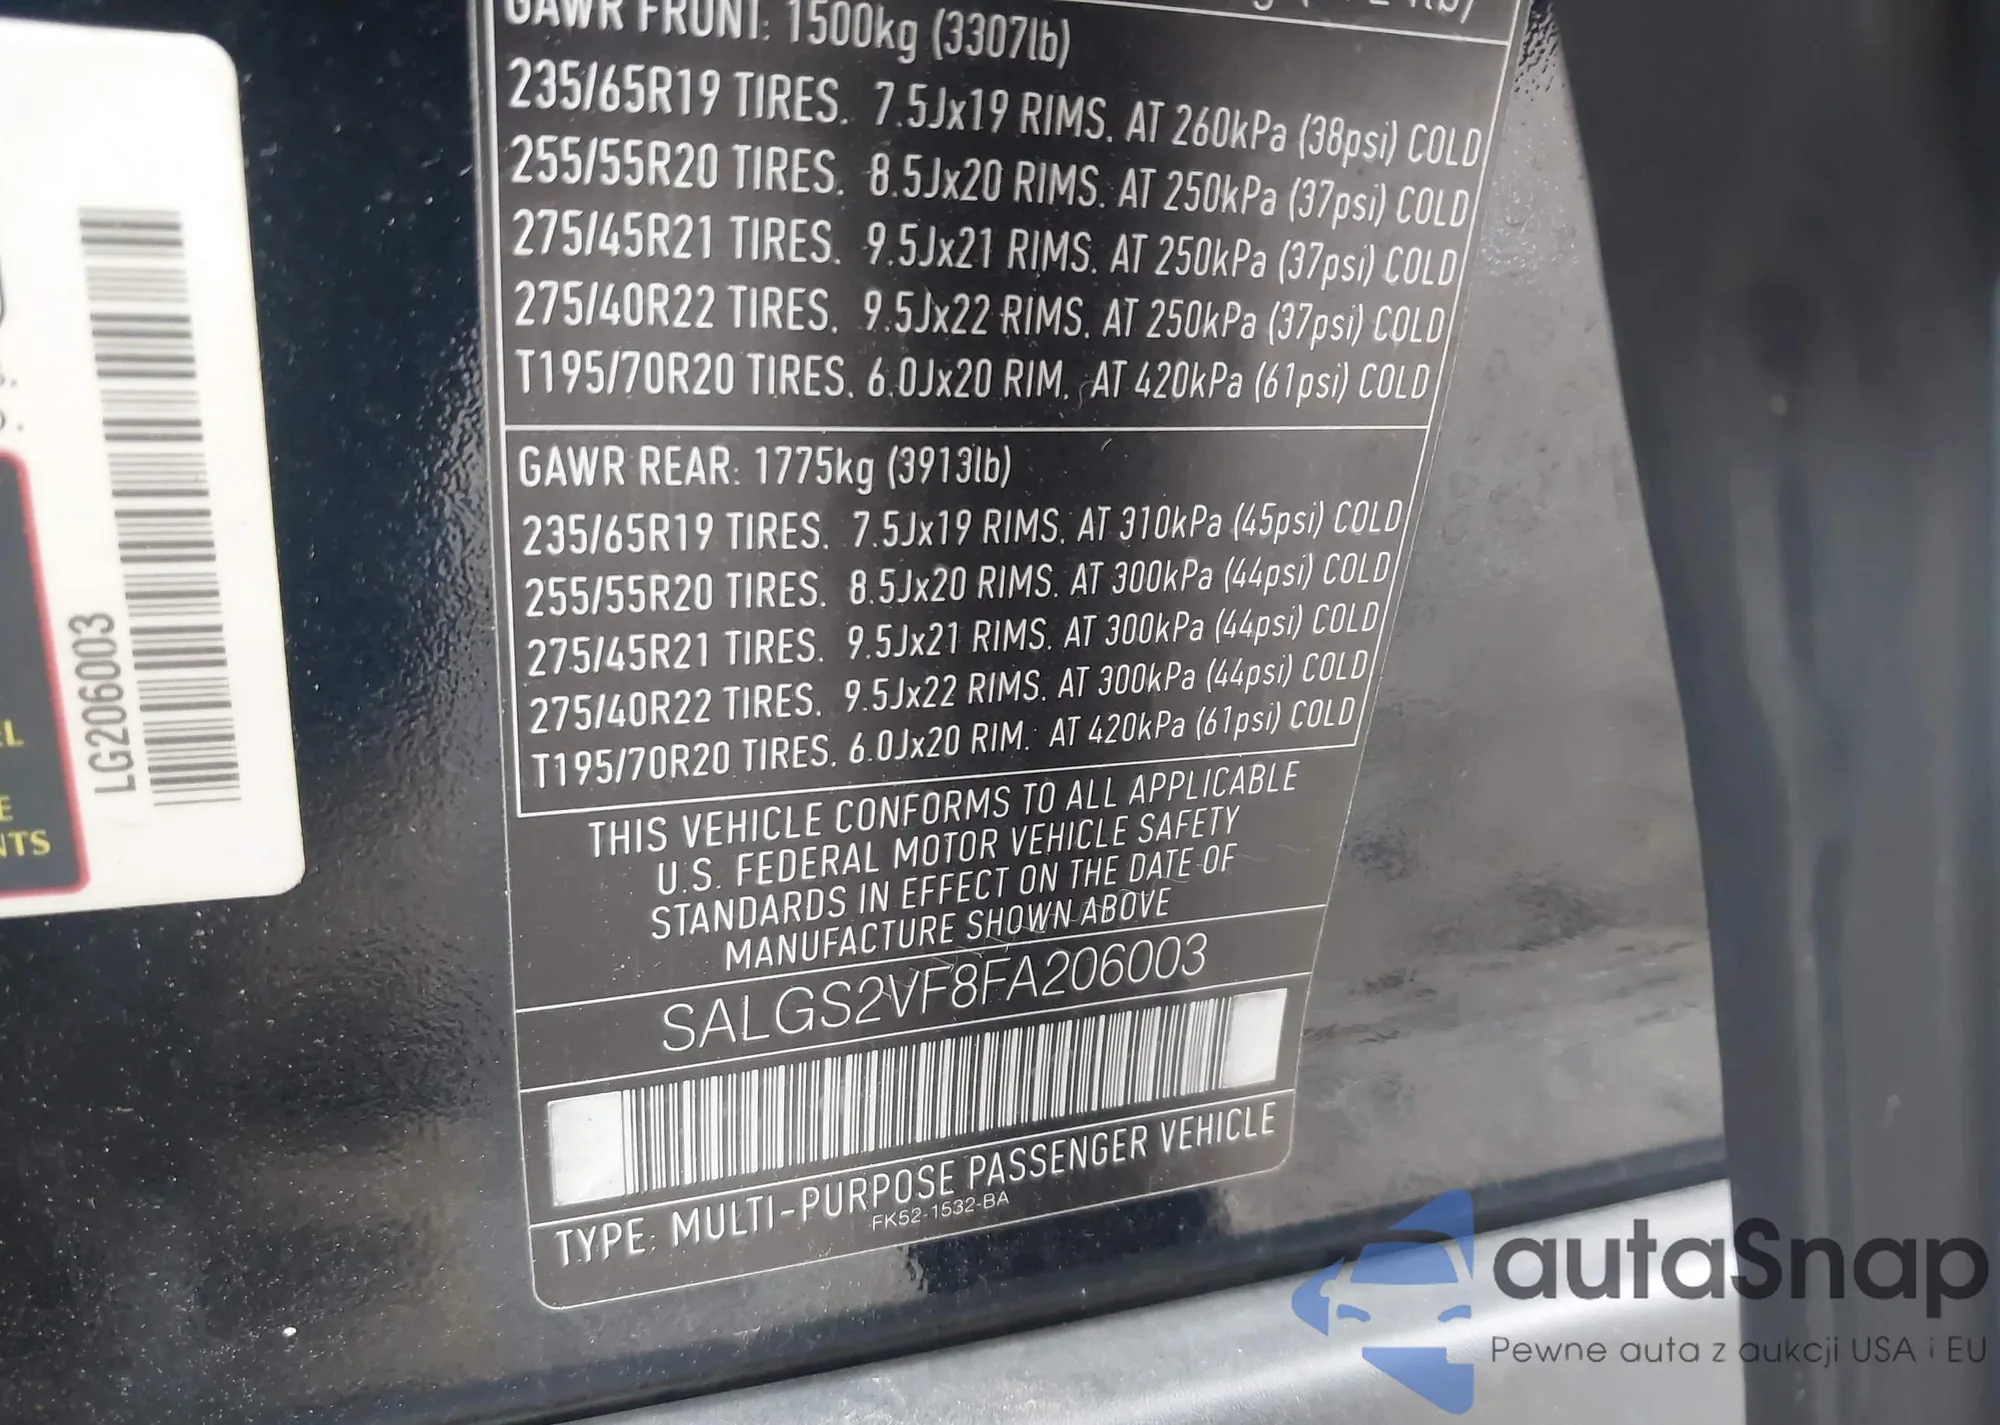 GAWR FRONT: 1500kg (3307lb)
235/65R19 TIRES. 7.5Jx19 RIMS. AT 260kPa (38psi) COLD
255/55R20 TIRES. 8.5Jx20 RIMS. AT 250kPa (37psi) COLD
275/45R21 TIRES. 9.5Jx21 RIMS. AT 250kPa (37psi) COLD
275/40R22 TIRES. 9.5Jx22 RIMS. AT 250kPa (37psi) COLD
T195/70R20 TIRES. 6.0Jx20 RIM. AT 420kPa (61psi) COLD
GAWR REAR: 1775kg (3913lb)
235/65R19 TIRES. 7.5Jx19 RIMS. AT 310kPa (45psi) COLD
255/55R20 TIRES. 8.5Jx20 RIMS. AT 300kPa (44psi) COLD
275/45R21 TIRES. 9.5Jx21 RIMS. AT 300kPa (44psi) COLD
275/40R22 TIRES. 9.5Jx22 RIMS. AT 300kPa (44psi) COLD
T195/70R20 TIRES. 6.0Jx20 RIM. AT 420kPa (61psi) COLD
THIS VEHICLE CONFORMS TO ALL APPLICABLE
U.S. FEDERAL MOTOR VEHICLE SAFETY
STANDARDS IN EFFECT ON THE DATE OF
MANUFACTURE SHOWN ABOVE
SALGS2VF8FA206003
TYPE: MULTI-PURPOSE PASSENGER VEHICLE
FK52-1532-BA
LG206003
autaSnap
Pewne auta z aukcji USA i EU